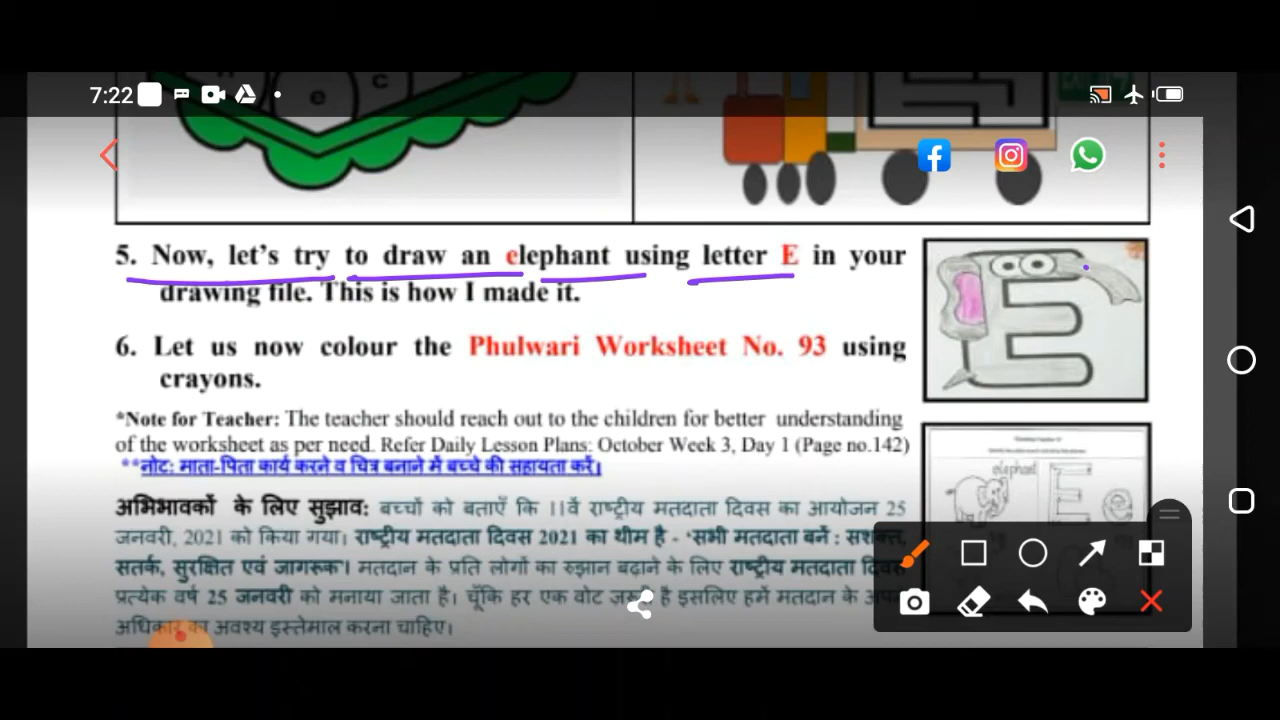 7:22
e c
5. Now, let's try to draw an elephant using letter E in your
drawing file. This is how I made it.
6. Let us now colour the Phulwari Worksheet No. 93 using
crayons.
*Note for Teacher: The teacher should reach out to the children for better understanding
of the worksheet as per need. Refer Daily Lesson Plans: October Week 3, Day 1 (Page no.142)
**नोट: माता-पिता कार्य करने व चित्र बनाने में बच्चे की सहायता करें।
अभिभावकों के लिए सुझाव: बच्चों को बताएँ कि 11वें राष्ट्रीय मतदाता दिवस का आयोजन 25
जनवरी, 2021 को किया गया। राष्ट्रीय मतदाता दिवस 2021 का थीम है - 'सभी मतदाता बनें : सशक्त,
सतर्क, सुरक्षित एवं जागरूक'। मतदान के प्रति लोगों का रुझान बढ़ाने के लिए राष्ट्रीय मतदाता दिवस
प्रत्येक वर्ष 25 जनवरी को मनाया जाता है। चूँकि हर एक वोट ज़रूरी है इसलिए हमें मतदान के अपने
अधिकार का अवश्य इस्तेमाल करना चाहिए।
E
elephant E e